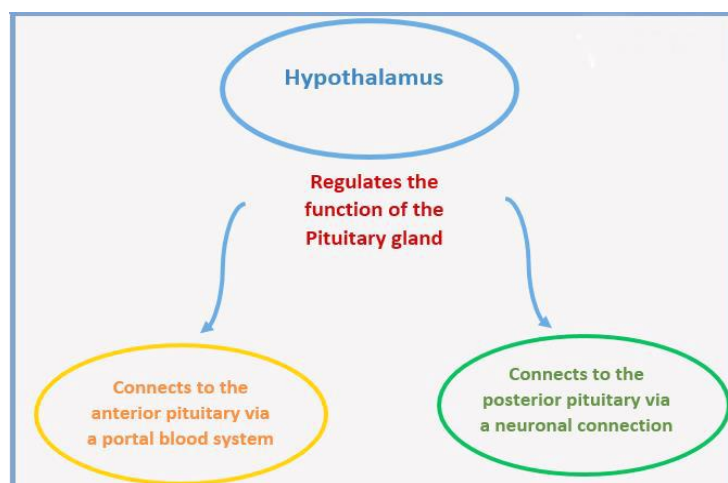 Hypothalamus
Regulates the
function of the
Pituitary gland
Connects to the
anterior pituitary via
a portal blood system
Connects to the
posterior pituitary via
a neuronal connection